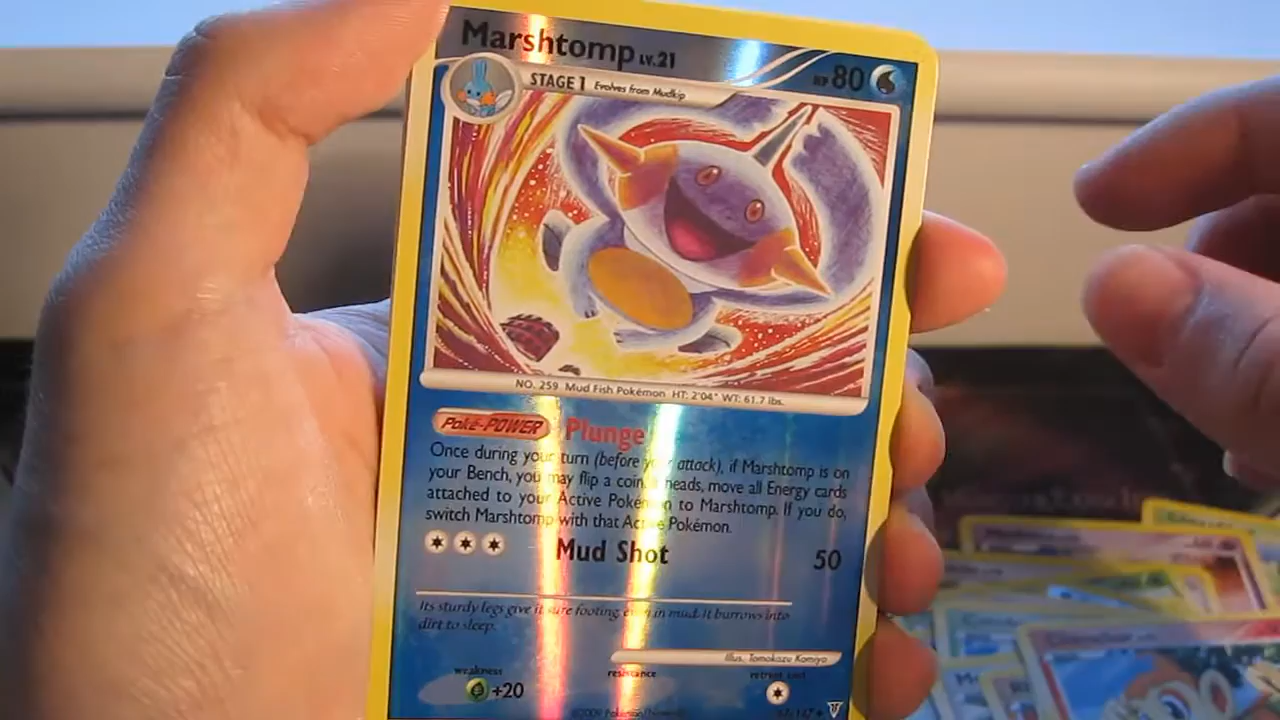 Marshtomp LV.21
HP 80
STAGE 1 Evolves from Mudkip
NO. 259 Mud Fish Pokémon HT: 2'04" WT: 61.7 lbs.
Poké-POWER Plunge
Once during your turn (before your attack), if Marshtomp is on
your Bench, you may flip a coin. If heads, move all Energy cards
attached to your Active Pokémon to Marshtomp. If you do,
switch Marshtomp with that Active Pokémon.
Mud Shot 50
Its sturdy legs give it sure footing, even in mud. It burrows into
dirt to sleep.
Illus. Tomokazu Komiya
weakness resistance retreat cost
+20
©2009 Pokémon/Nintendo